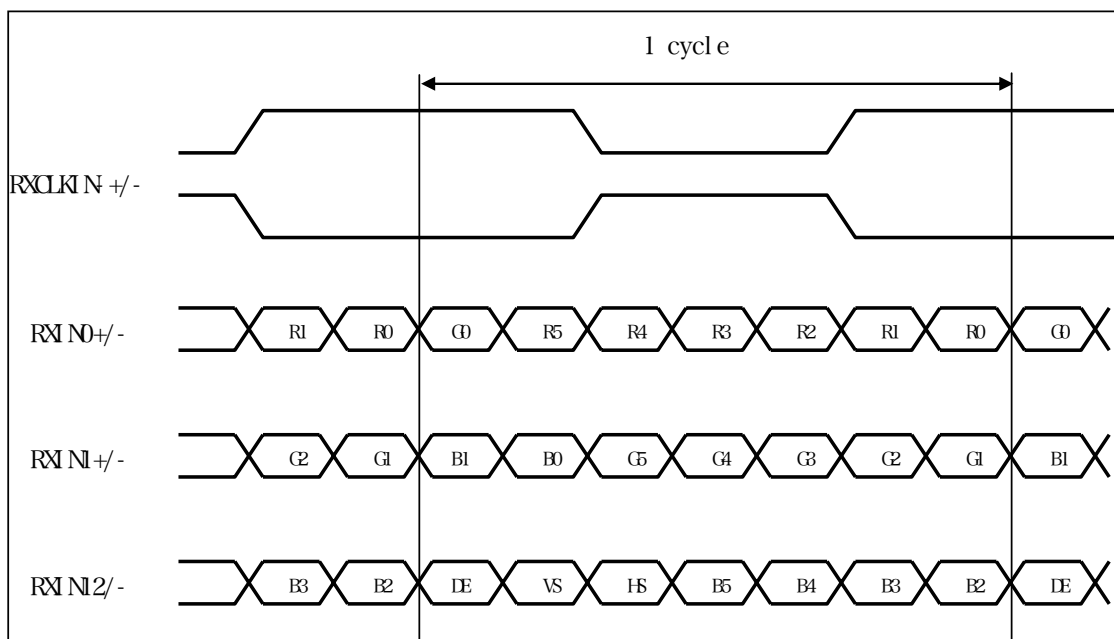 1 cycle
RXCLKIN +/-
RXIN0+/- R1 R0 G0 R5 R4 R3 R2 R1 R0 G0
RXIN1+/- G2 G1 B1 B0 G5 G4 G3 G2 G1 B1
RXIN12/- B3 B2 DE VS HS B5 B4 B3 B2 DE